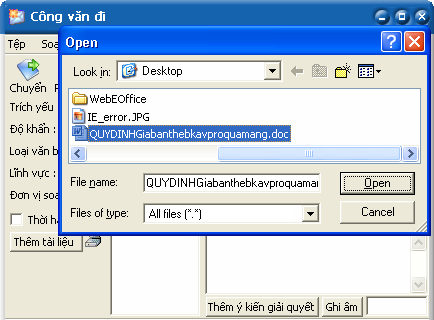 Công văn đi
Tệp Soạ
Open
Look in: Desktop
Chuyển
WebEOffice
Trích yếu
IE_error.JPG
Độ khẩn :
QUYDINHGiabanthebkavproquamang.doc
Loại văn b
Lĩnh vực :
File name: QUYDINHGiabanthebkavproquamar Open
Đơn vị soạ
Files of type: All files (*.*) Cancel
Thời hạ
Thêm tài liệu
Thêm ý kiến giải quyết Ghi âm